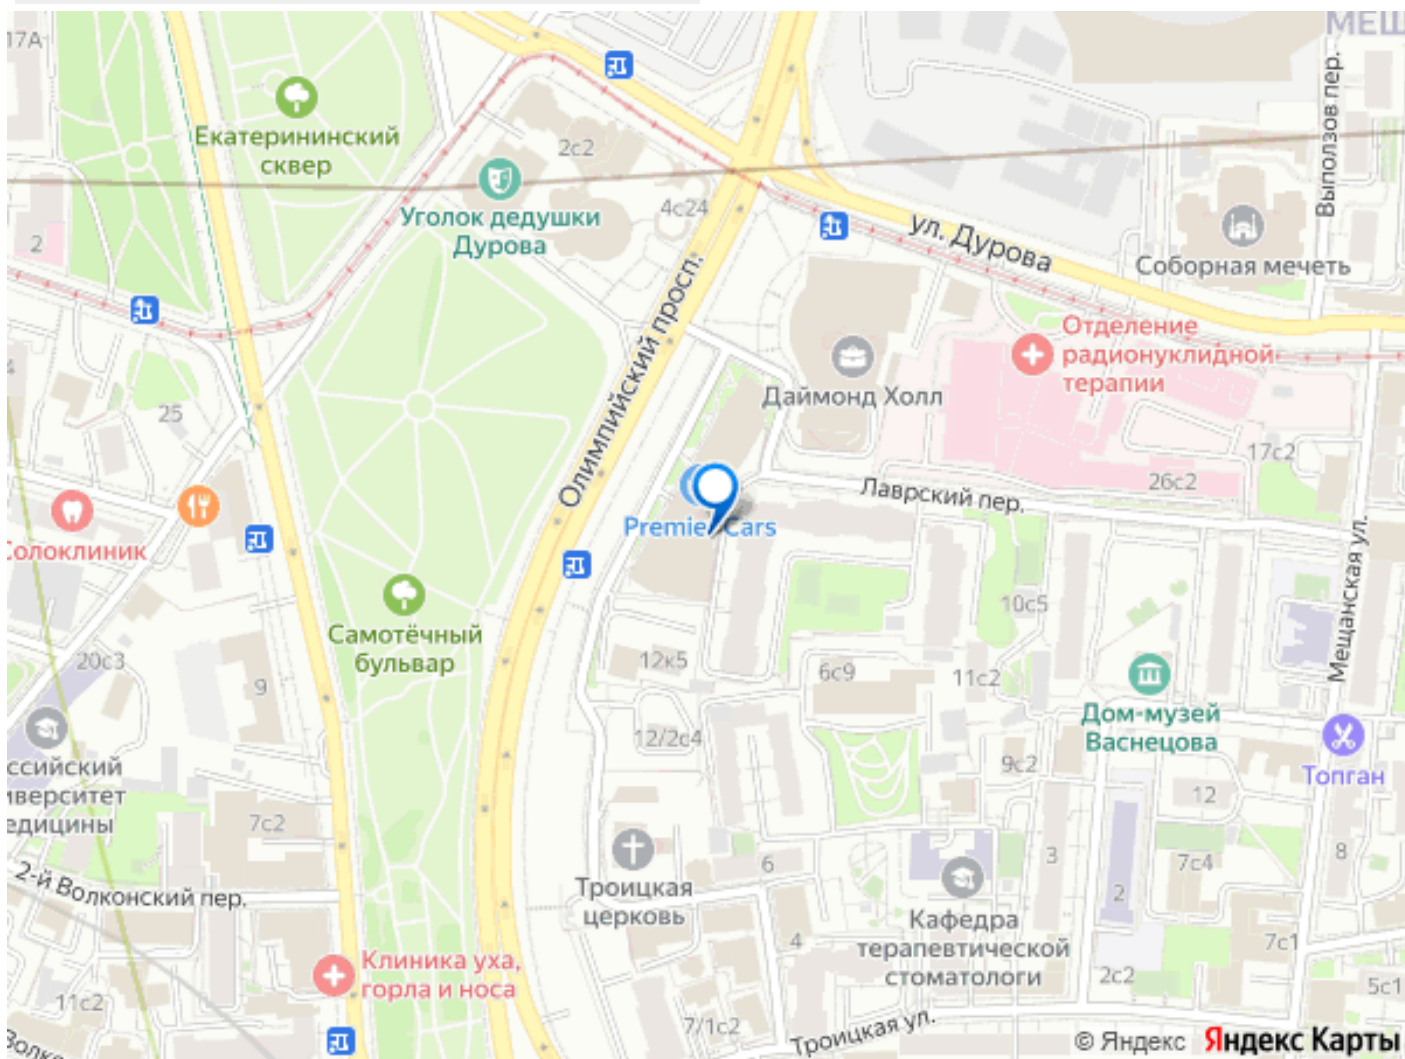 МЕЩ
17А
Выползов пер.
Екатерининский
сквер
2с2
4с24
Уголок дедушки
Дурова
ул. Дурова
Соборная мечеть
2
Олимпийский просп.
Отделение
радионуклидной
терапии
Даймонд Холл
25
17с2
26с2
Лаврский пер.
Premie
Cars
солоклиник
Мещанская ул.
10с5
Самотёчный
бульвар
12к5
6с9
11с2
20с3
9
Дом-музей
Васнецова
12/2с4
9с2
Топган
ссийский
иверситет
едицины
12
7с2
3
7с4
8
6
2-й Волконский пер.
Троицкая
церковь
2
Кафедра
терапевтической
стоматологи
4
7с1
Клиника уха,
горла и носа
2с2
5с1
11с2
7/1с2
Троицкая ул.
Волко
© Яндекс Яндекс Карты